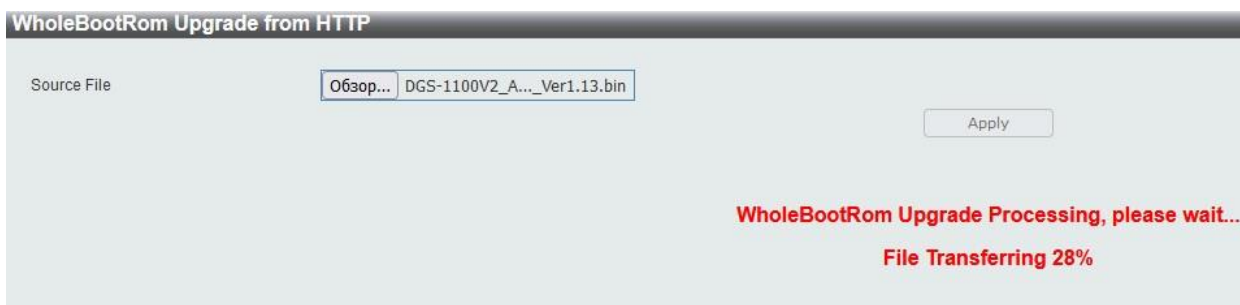 WholeBootRom Upgrade from HTTP
Source File
Обзор... DGS-1100V2_A..._Ver1.13.bin
Apply
WholeBootRom Upgrade Processing, please wait...
File Transferring 28%